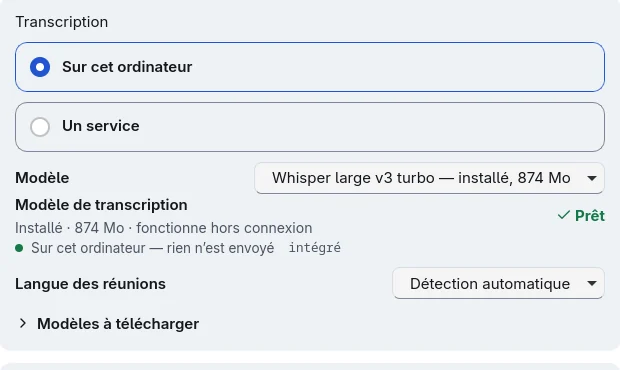 Transcription
Sur cet ordinateur
Un service
Modèle
Whisper large v3 turbo — installé, 874 Mo
Modèle de transcription
Installé · 874 Mo · fonctionne hors connexion
Prêt
Sur cet ordinateur — rien n’est envoyé intégré
Langue des réunions
Détection automatique
Modèles à télécharger